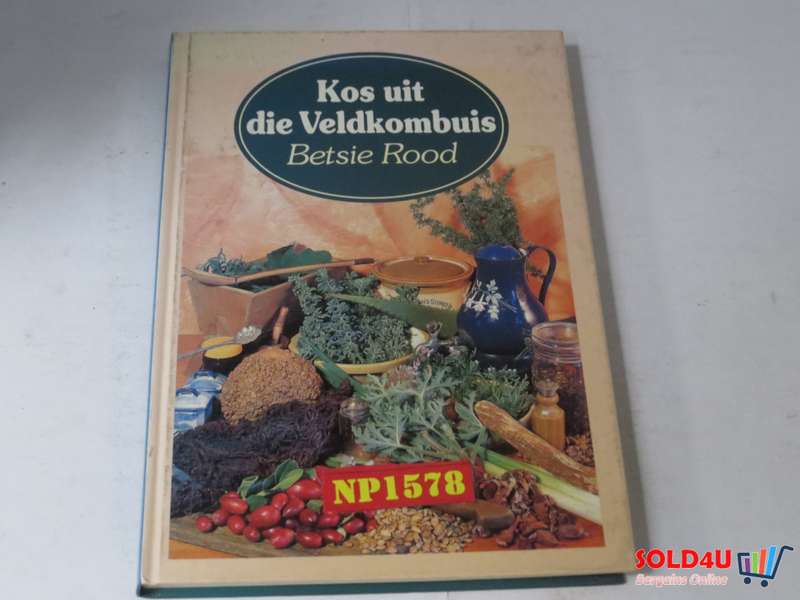 Kos uit
die Veldkombuis
Betsie Rood
NP1578
SOLD4U
Bargains Online